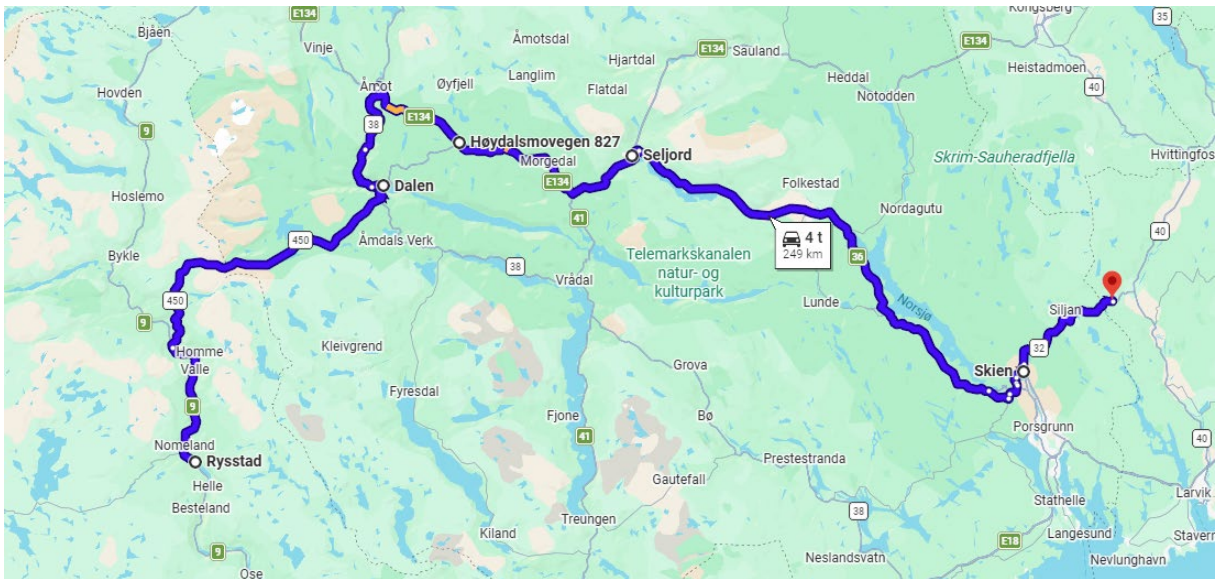 E134
Kongsberg
35
Bjåen
Vinje
Åmotsdal
Hjartdal
E134
Sauland
E134
Heistadmoen
40
Hovden
Åmot
Øyfjell
Langlim
Flatdal
Heddal
Notodden
9
38
E134
Høydalsmovegen 827
Morgedal
Seljord
Skrim-Sauheradfjella
Hvittingfoss
E134
Dalen
Folkestad
Hoslemo
41
Nordagutu
40
450
Åmdals Verk
4 t
249 km
Bykle
38
Telemarkskanalen
natur- og
kulturpark
36
Vrådal
Lunde
Norsjø
450
Siljan
9
Homme
Valle
Kleivgrend
32
Grova
Skien
Fyresdal
9
Fjone
Bø
Porsgrunn
41
Nomeland
Rysstad
Prestestranda
40
Helle
Gautefall
Besteland
Stathelle
Larvik
38
Treungen
Kiland
E18
Langesund
Stavern
9
Neslandsvatn
Nevlunghavn
Ose